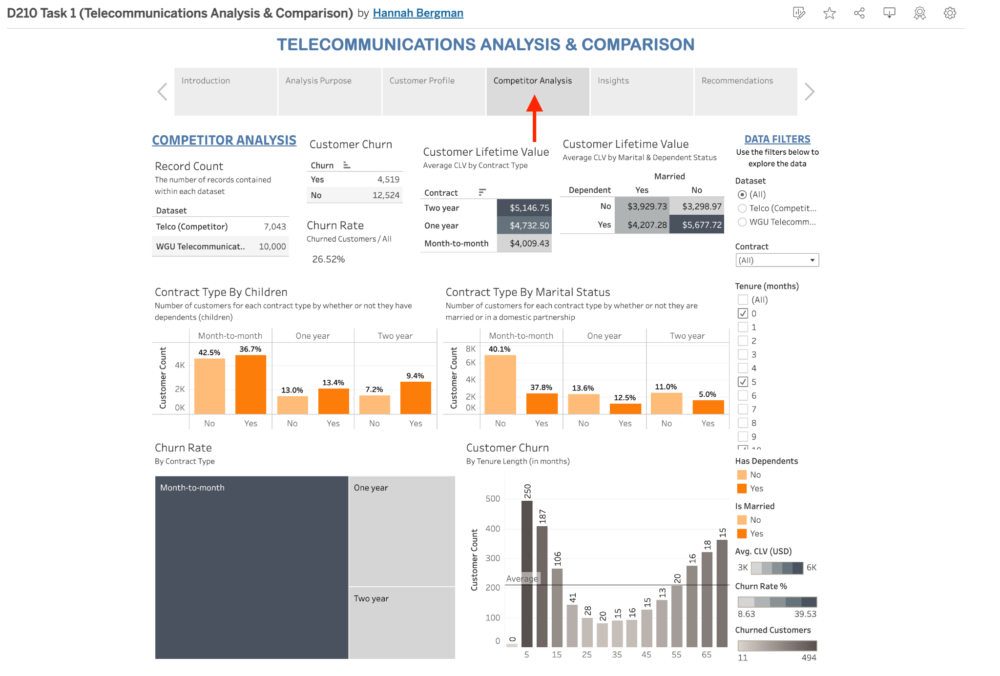 D210 Task 1 (Telecommunications Analysis & Comparison) by Hannah Bergman
TELECOMMUNICATIONS ANALYSIS & COMPARISON
Introduction
Analysis Purpose
Customer Profile
Competitor Analysis
Insights
Recommendations
COMPETITOR ANALYSIS
Record Count
The number of records contained
within each dataset
Dataset
Telco (Competitor) 7,043
WGU Telecommunicat.. 10,000
Customer Churn
Churn
Yes 4,519
No 12,524
Churn Rate
Churned Customers / All
26.52%
Customer Lifetime Value
Average CLV by Contract Type
Contract
Two year $5,146.75
One year $4,732.50
Month-to-month $4,009.43
Customer Lifetime Value
Average CLV by Marital & Dependent Status
Married
Dependent Yes No
No $3,929.73 $3,298.97
Yes $4,207.28 $5,677.72
DATA FILTERS
Use the filters below to
explore the data
Dataset
(All)
Telco (Competit...
WGU Telecomm...
Contract
(All)
Tenure (months)
(All)
0
1
2
3
4
5
6
7
8
9
10
Contract Type By Children
Number of customers for each contract type by whether or not they have
dependents (children)
Month-to-month One year Two year
Customer Count
4K
2K
0K
42.5% 36.7% 13.0% 13.4% 7.2% 9.4%
No Yes No Yes No Yes
Contract Type By Marital Status
Number of customers for each contract type by whether or not they are
married or in a domestic partnership
Month-to-month One year Two year
Customer Count
8K
6K
4K
2K
0K
40.1% 37.8% 13.6% 12.5% 11.0% 5.0%
No Yes No Yes No Yes
Churn Rate
By Contract Type
Month-to-month
One year
Two year
Customer Churn
By Tenure Length (in months)
Customer Count
500
400
300
200
100
0
Average
0 250 187 106 41 28 20 15 16 15 13 20 16 18 15
5 15 25 35 45 55 65
Has Dependents
No
Yes
Is Married
No
Yes
Avg. CLV (USD)
3K 6K
Churn Rate %
8.63 39.53
Churned Customers
11 494